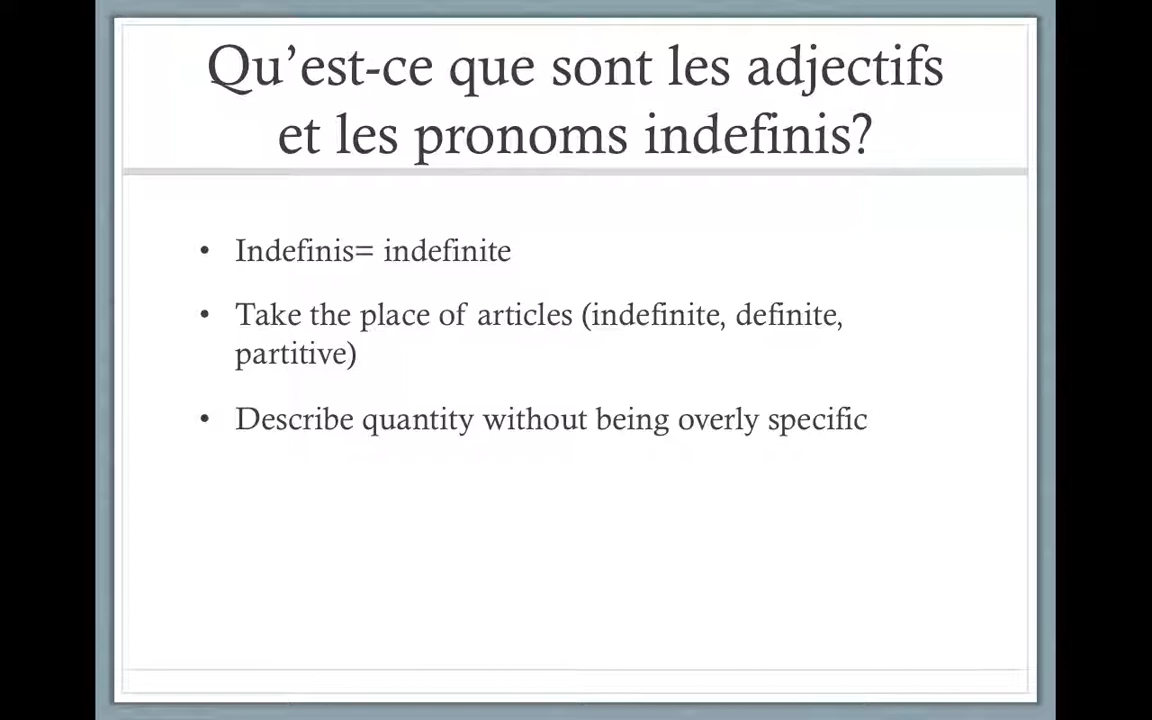 Qu’est-ce que sont les adjectifs
et les pronoms indefinis?
• Indefinis= indefinite
• Take the place of articles (indefinite, definite,
partitive)
• Describe quantity without being overly specific